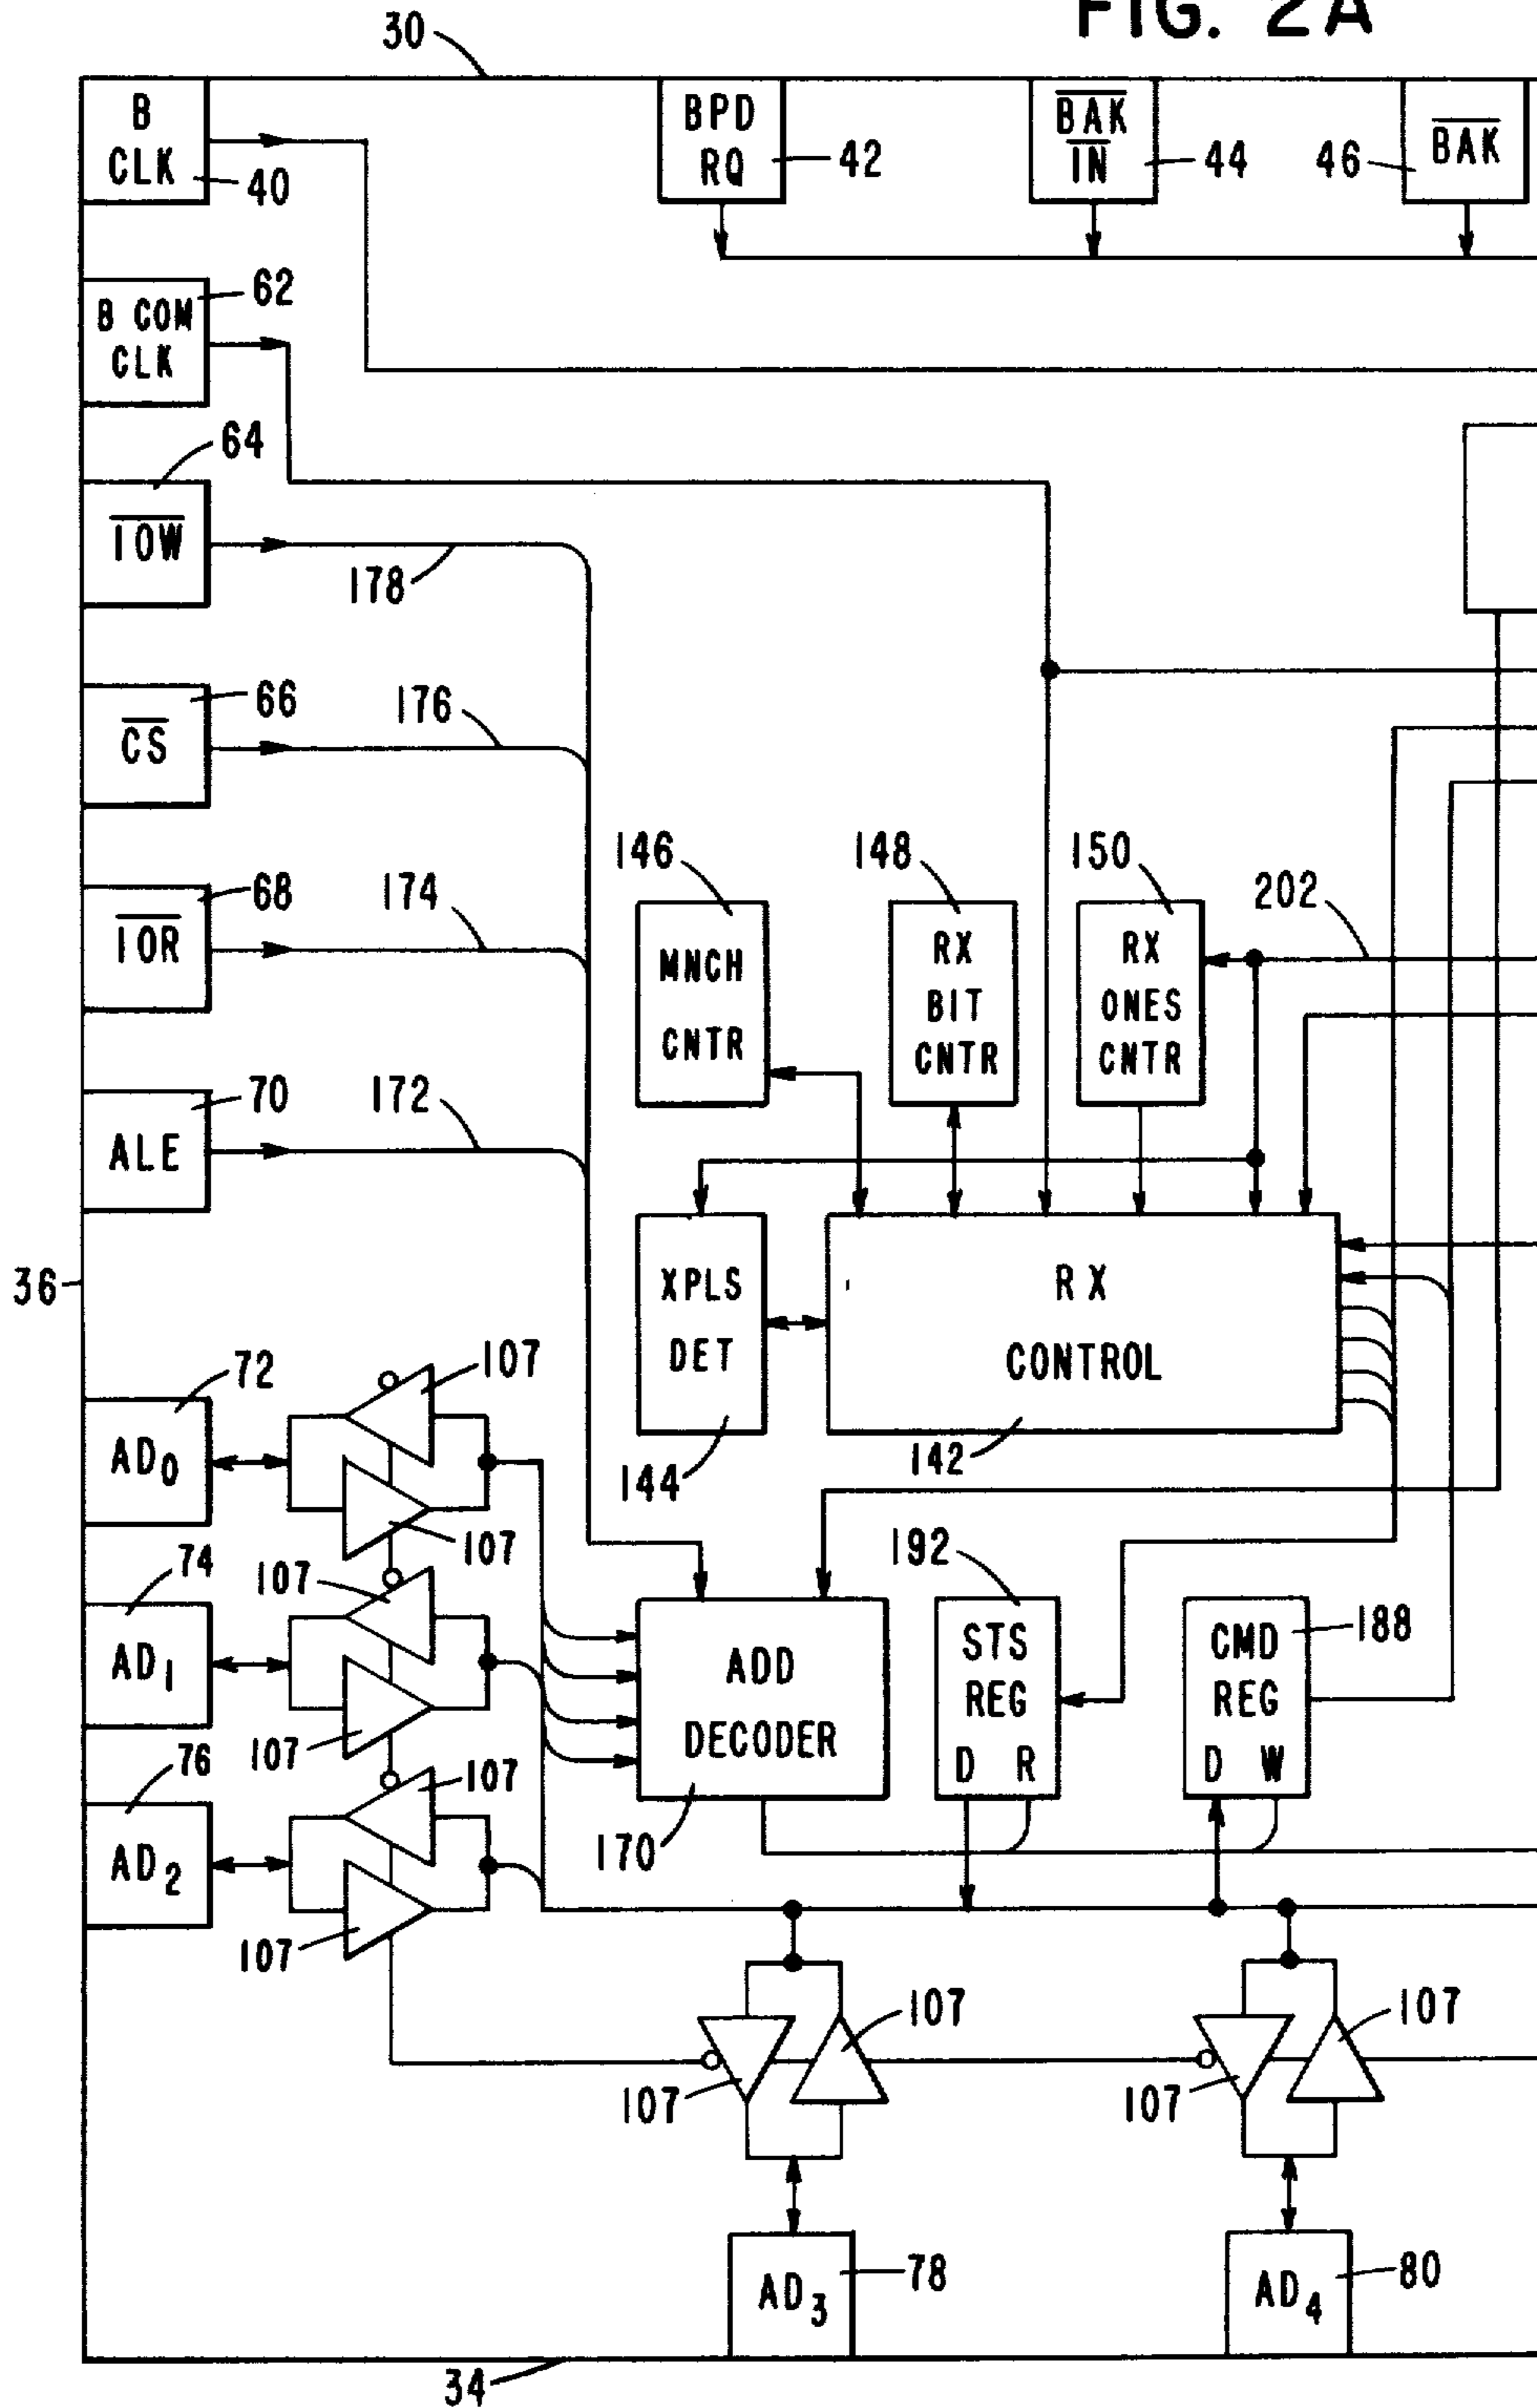 FIG. 2A
30
B
CLK
40
BPD
RQ
42
BAK
IN
44
46
BAK
62
B COM
CLK
64
IOW
178
66
CS
176
68
IOR
174
146
MNCH
CNTR
148
RX
BIT
CNTR
150
RX
ONES
CNTR
202
70
ALE
172
36
XPLS
DET
144
RX
CONTROL
142
72
AD0
107
107
74
AD1
107
107
76
AD2
107
107
ADD
DECODER
170
192
STS
REG
D R
CMD
REG
D W
188
107
107
107
107
AD3
78
AD4
80
34